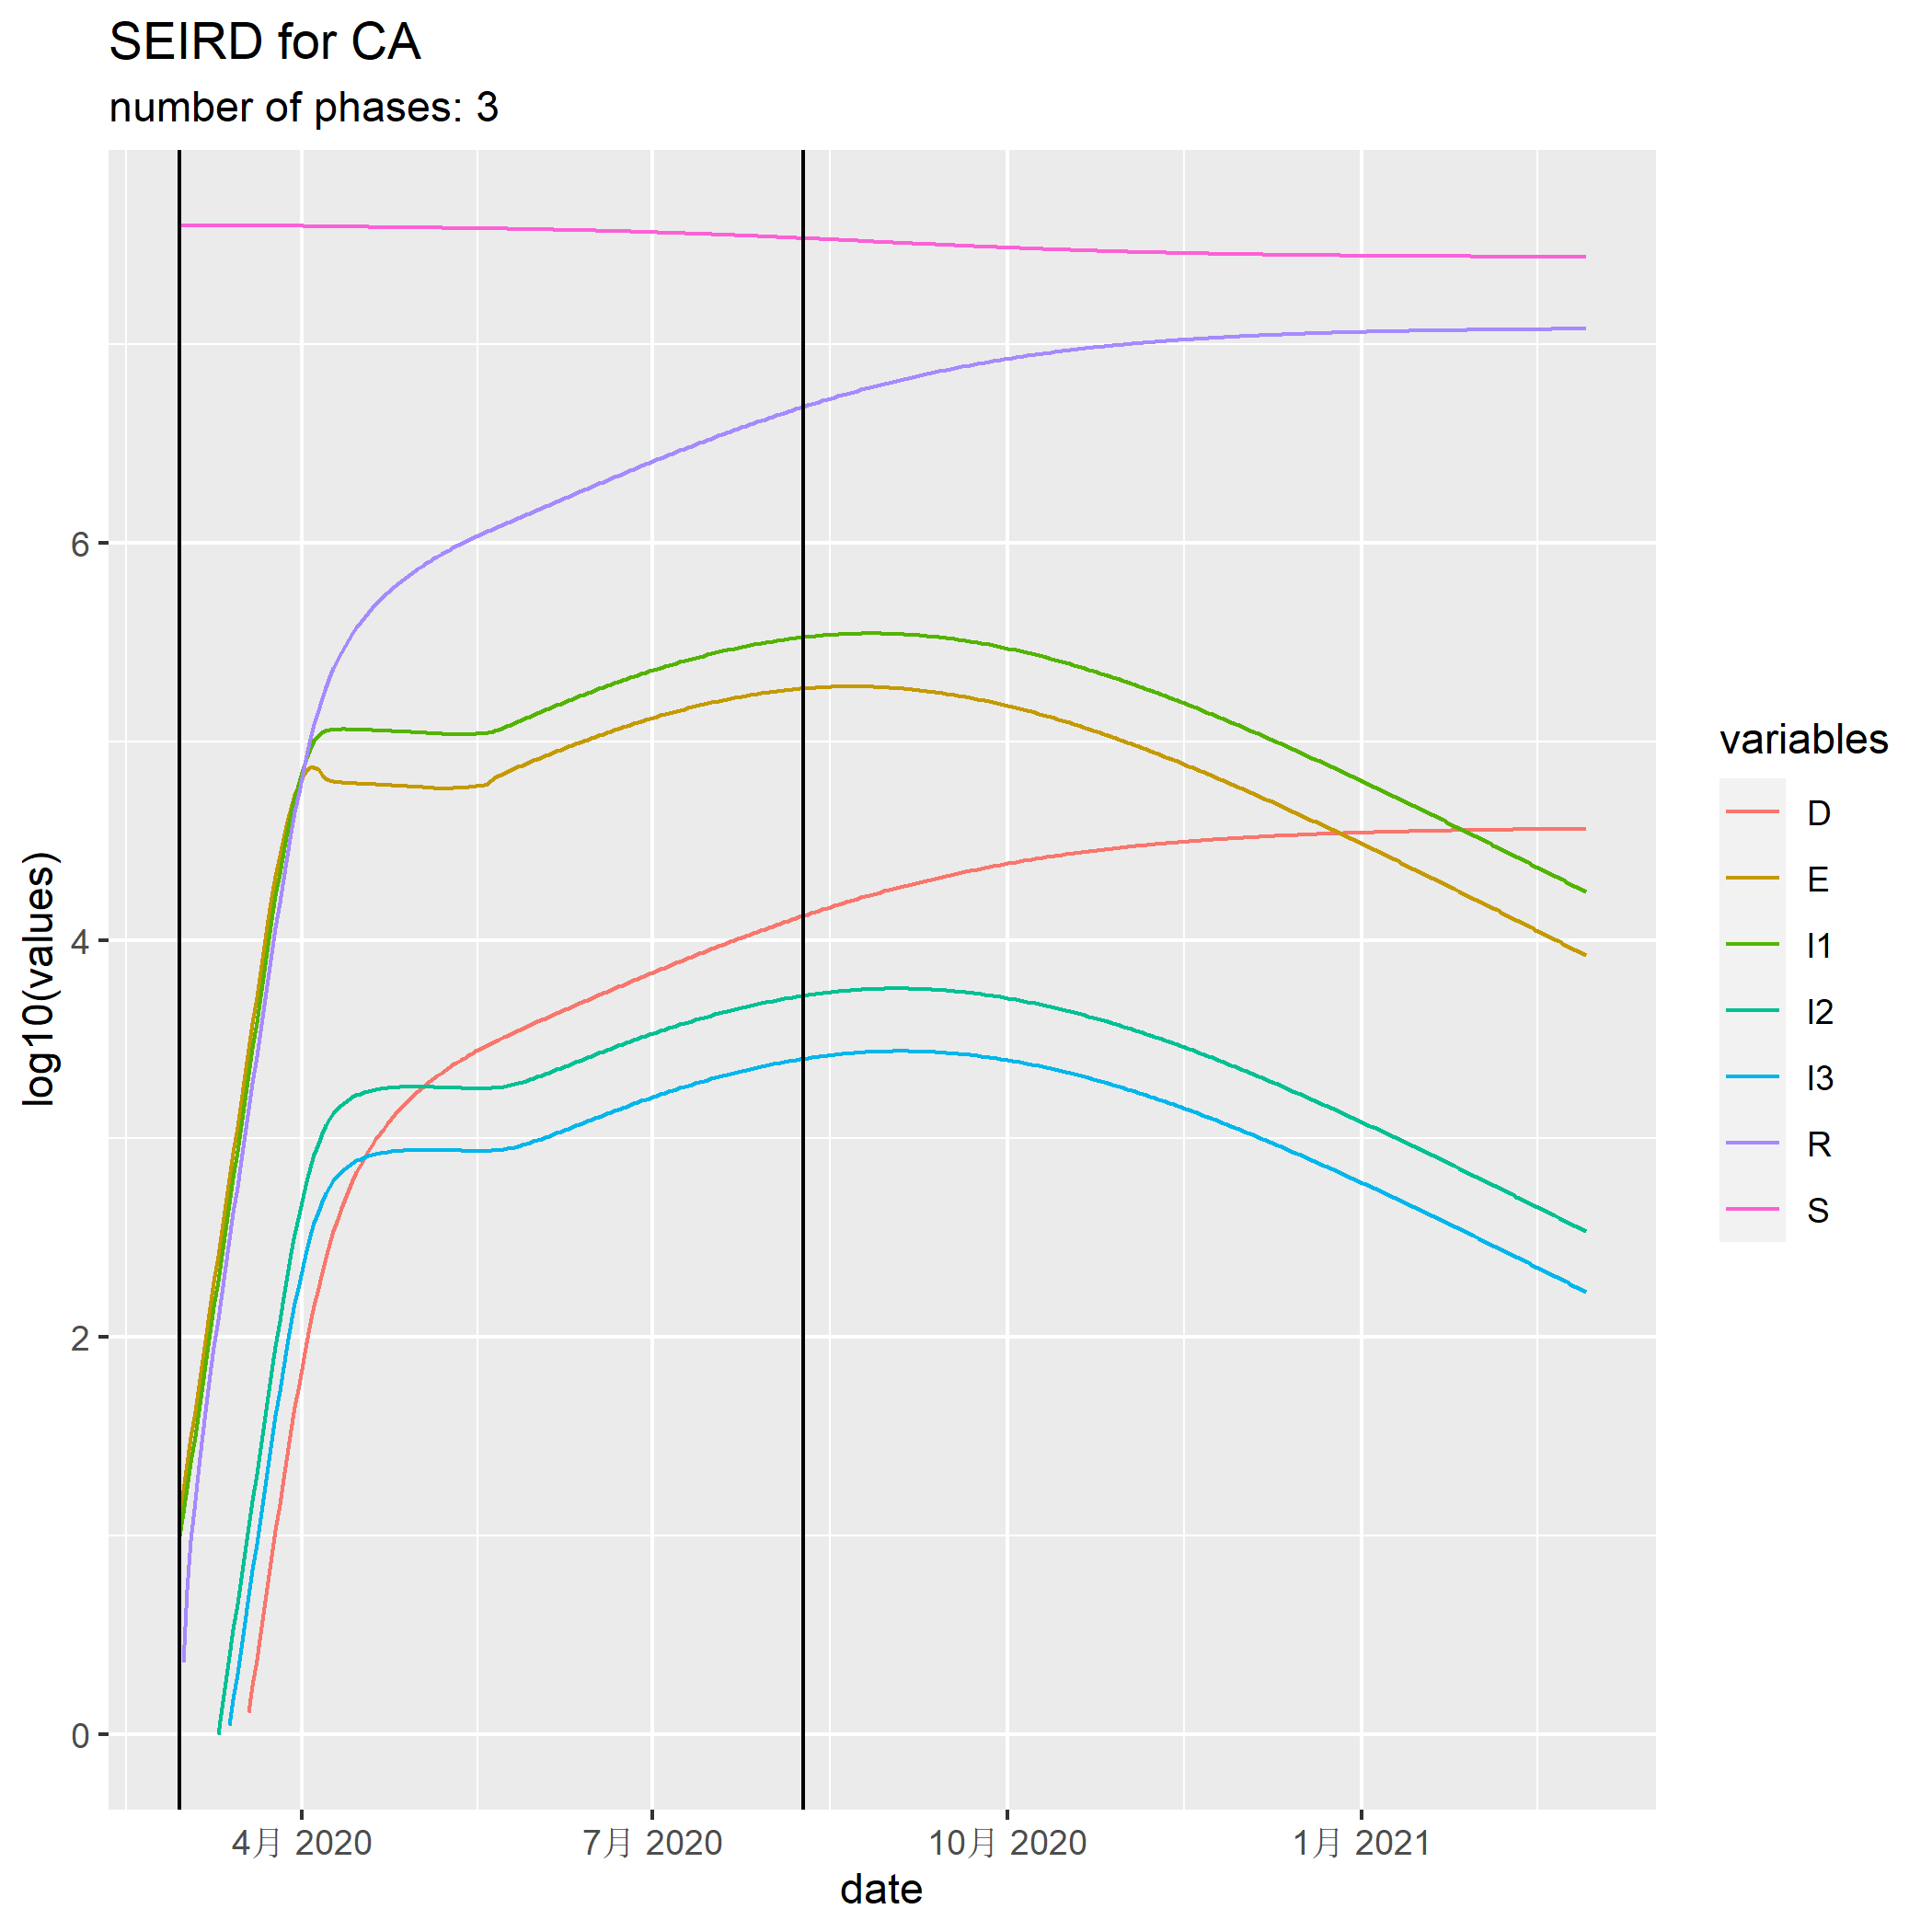 SEIRD for CA
number of phases: 3
log10(values)
6
4
2
0
4月 2020
7月 2020
10月 2020
1月 2021
date
variables
D
E
I1
I2
I3
R
S